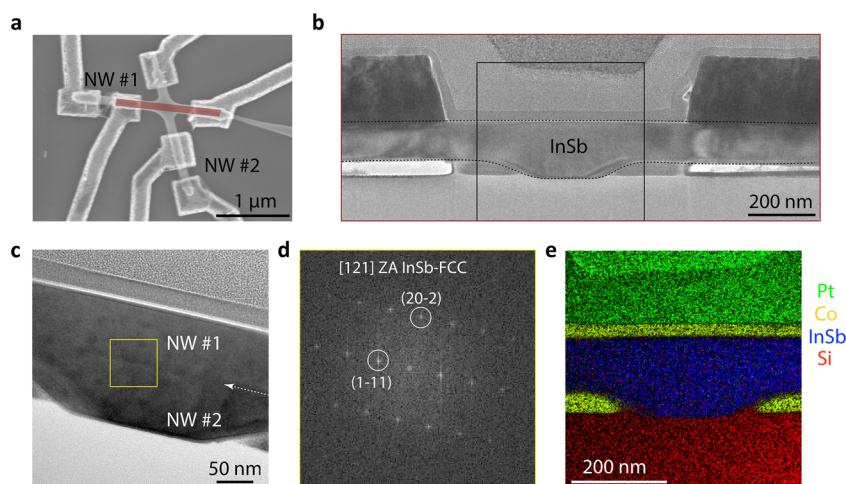 a
NW #1
NW #2
1 µm
b
InSb
200 nm
c
NW #1
NW #2
50 nm
d
[121] ZA InSb-FCC
(20-2)
(1-11)
e
Pt
Co
InSb
Si
200 nm